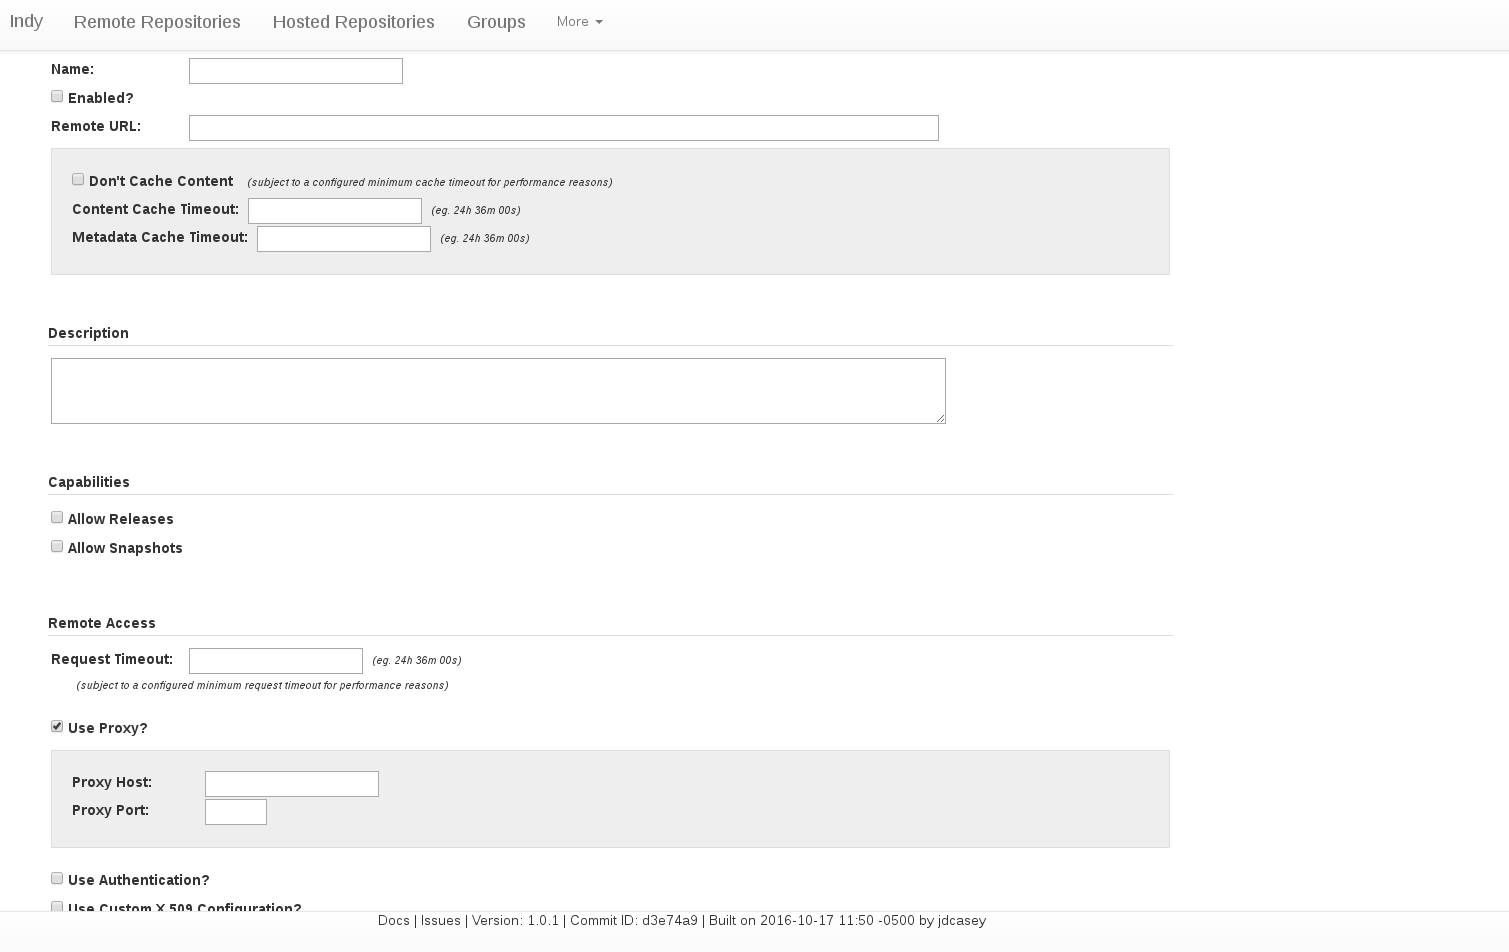 Indy Remote Repositories Hosted Repositories Groups More
Name:
Enabled?
Remote URL:
Don't Cache Content (subject to a configured minimum cache timeout for performance reasons)
Content Cache Timeout: (eg. 24h 36m 00s)
Metadata Cache Timeout: (eg. 24h 36m 00s)
Description
Capabilities
Allow Releases
Allow Snapshots
Remote Access
Request Timeout: (eg. 24h 36m 00s)
(subject to a configured minimum request timeout for performance reasons)
Use Proxy?
Proxy Host:
Proxy Port:
Use Authentication?
Use Custom X.509 Configuration?
Docs | Issues | Version: 1.0.1 | Commit ID: d3e74a9 | Built on 2016-10-17 11:50 -0500 by jdcasey